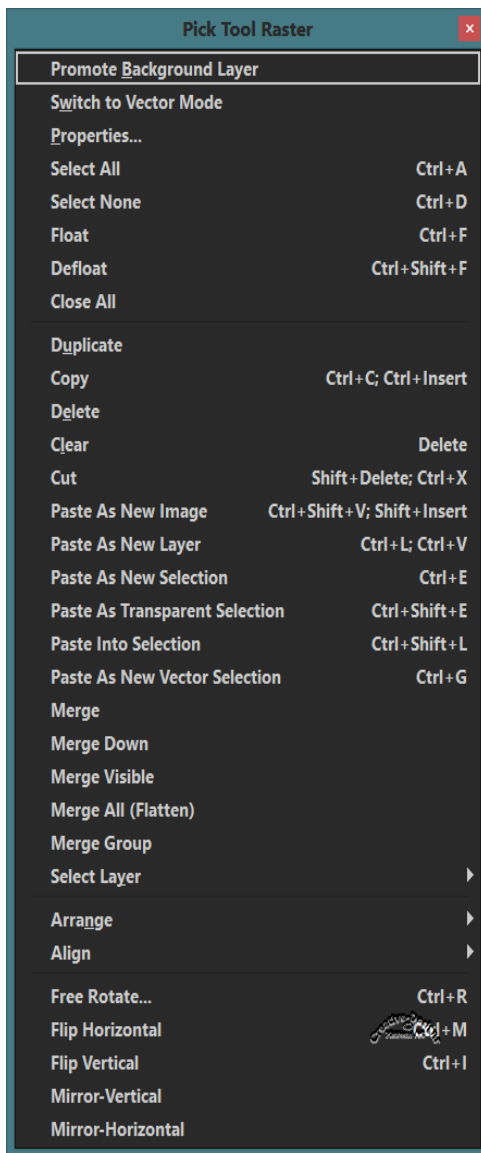 Pick Tool Raster
x
Promote Background Layer
Switch to Vector Mode
Properties...
Select All Ctrl+A
Select None Ctrl+D
Float Ctrl+F
Defloat Ctrl+Shift+F
Close All
Duplicate
Copy Ctrl+C; Ctrl+Insert
Delete
Clear Delete
Cut Shift+Delete; Ctrl+X
Paste As New Image Ctrl+Shift+V; Shift+Insert
Paste As New Layer Ctrl+L; Ctrl+V
Paste As New Selection Ctrl+E
Paste As Transparent Selection Ctrl+Shift+E
Paste Into Selection Ctrl+Shift+L
Paste As New Vector Selection Ctrl+G
Merge
Merge Down
Merge Visible
Merge All (Flatten)
Merge Group
Select Layer
Arrange
Align
Free Rotate... Ctrl+R
Flip Horizontal Ctrl+M
Flip Vertical Ctrl+I
Mirror-Vertical
Mirror-Horizontal